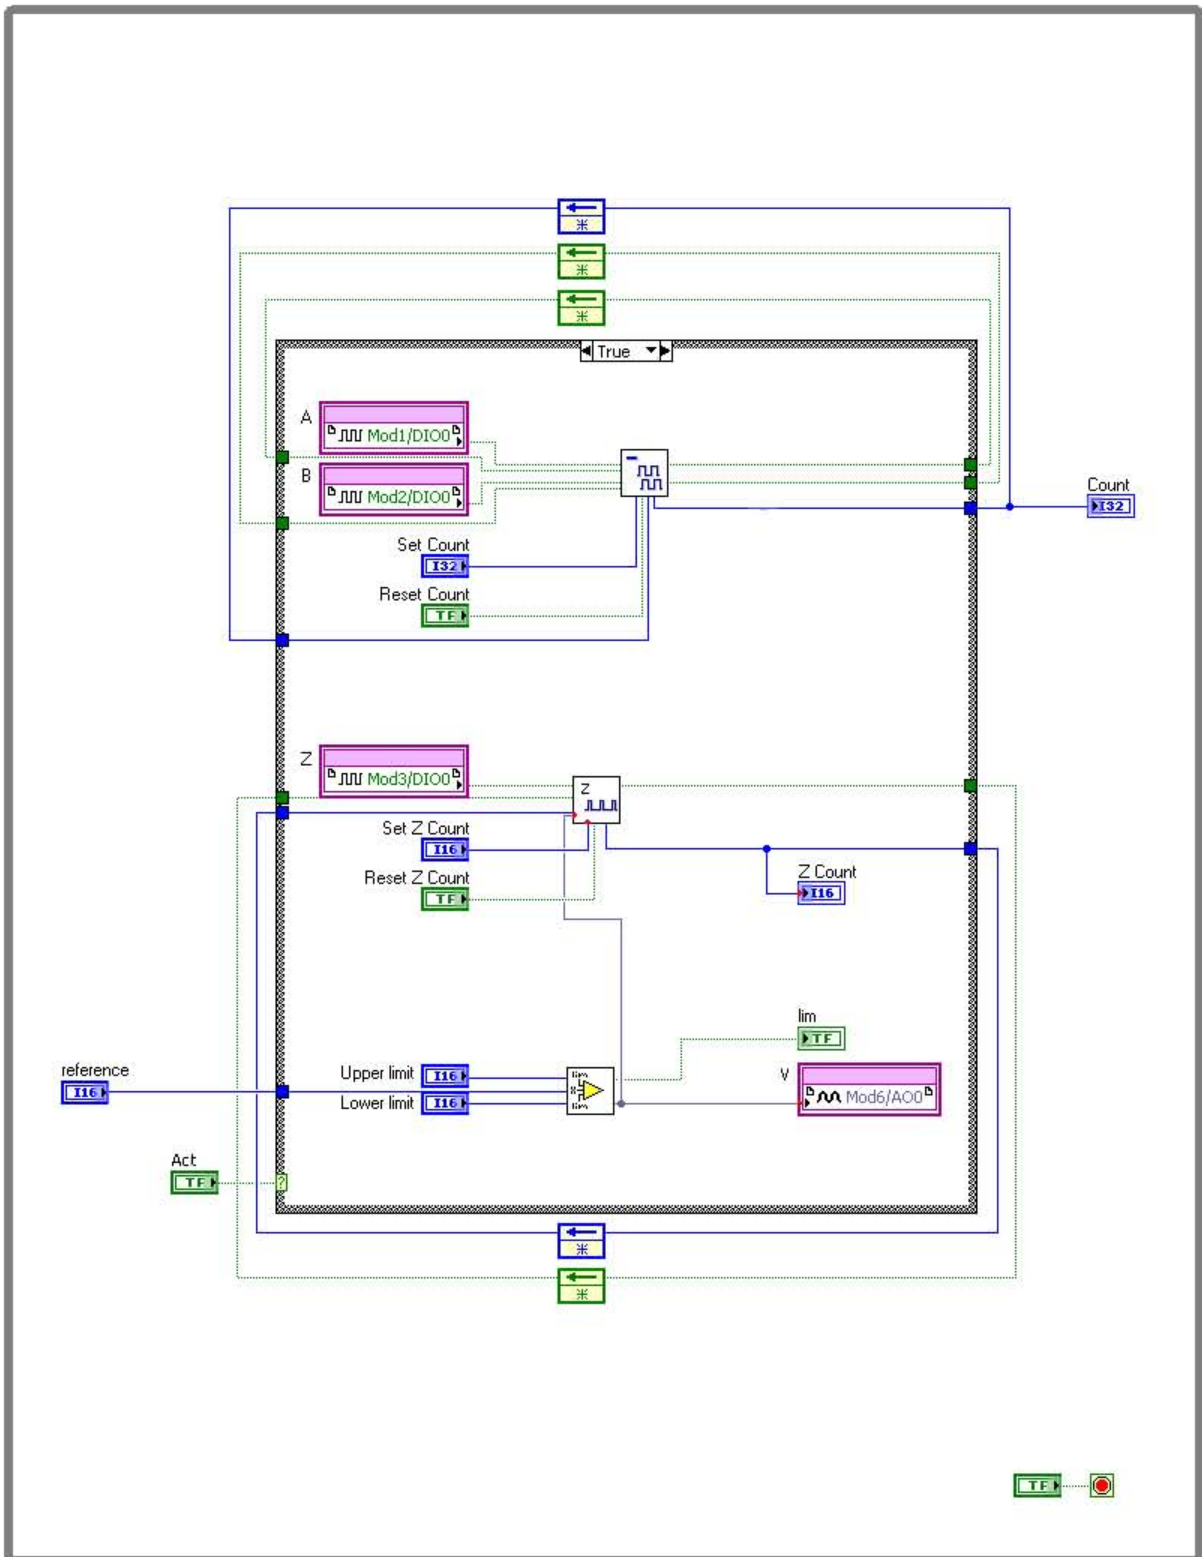 True
A
Mod1/DIO0
B
Mod2/DIO0
Count
I32
Set Count
I32
Reset Count
TF
Z
Mod3/DIO0
Z
Set Z Count
I16
Reset Z Count
TF
Z Count
I16
lim
TF
reference
I16
Upper limit
I16
Lower limit
I16
lim
x
lim
V
Mod6/AO0
Act
TF
?
TF